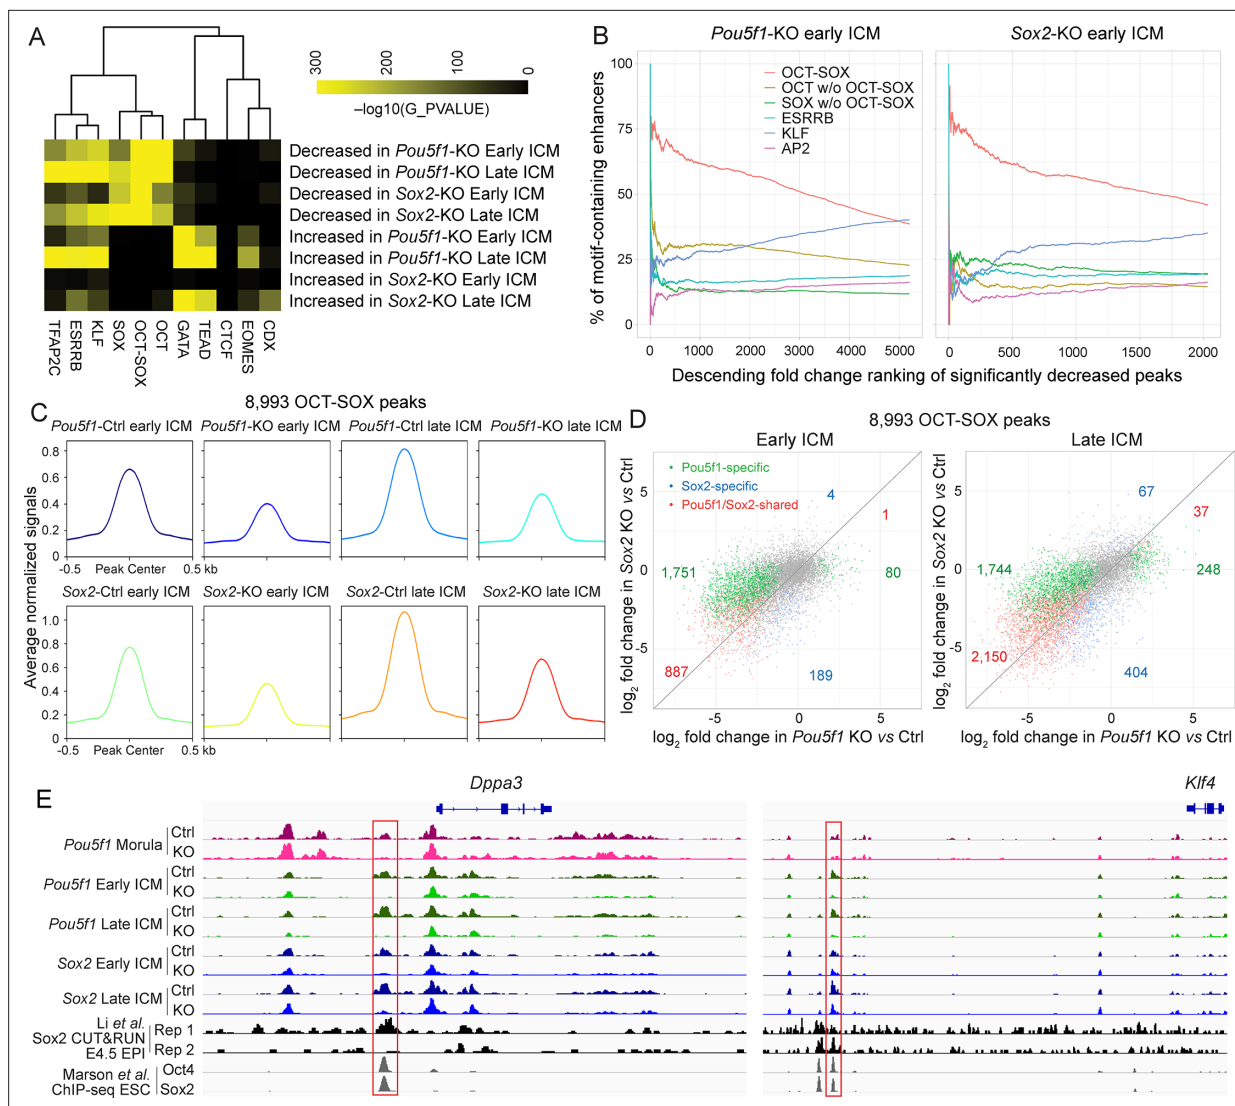 A
300
200
100
0
–log10(G_PVALUE)
Decreased in Pou5f1-KO Early ICM
Decreased in Pou5f1-KO Late ICM
Decreased in Sox2-KO Early ICM
Decreased in Sox2-KO Late ICM
Increased in Pou5f1-KO Early ICM
Increased in Pou5f1-KO Late ICM
Increased in Sox2-KO Early ICM
Increased in Sox2-KO Late ICM
TFAP2C
ESRRB
KLF
SOX
OCT-SOX
OCT
GATA
TEAD
CTCF
EOMES
CDX
B
Pou5f1-KO early ICM
Sox2-KO early ICM
% of motif-containing enhancers
100
75
50
25
0
OCT-SOX
OCT w/o OCT-SOX
SOX w/o OCT-SOX
ESRRB
KLF
AP2
0 1000 2000 3000 4000 5000
0 500 1000 1500 2000
Descending fold change ranking of significantly decreased peaks
C
8,993 OCT-SOX peaks
Pou5f1-Ctrl early ICM
Pou5f1-KO early ICM
Pou5f1-Ctrl late ICM
Pou5f1-KO late ICM
Average normalized signals
0.8
0.6
0.4
0.2
0
-0.5 Peak Center 0.5 kb
Sox2-Ctrl early ICM
Sox2-KO early ICM
Sox2-Ctrl late ICM
Sox2-KO late ICM
1.0
0.8
0.6
0.4
0.2
0
-0.5 Peak Center 0.5 kb
D
8,993 OCT-SOX peaks
Early ICM
Late ICM
log2 fold change in Sox2 KO vs Ctrl
5
0
-5
Pou5f1-specific
Sox2-specific
Pou5f1/Sox2-shared
4
1
1,751
80
887
189
-5 0 5
log2 fold change in Pou5f1 KO vs Ctrl
log2 fold change in Sox2 KO vs Ctrl
5
0
-5
67
37
1,744
248
2,150
404
-5 0 5
log2 fold change in Pou5f1 KO vs Ctrl
E
Dppa3
Klf4
Pou5f1 Morula
Ctrl
KO
Pou5f1 Early ICM
Ctrl
KO
Pou5f1 Late ICM
Ctrl
KO
Sox2 Early ICM
Ctrl
KO
Sox2 Late ICM
Ctrl
KO
Li et al.
Sox2 CUT&RUN
E4.5 EPI
Rep 1
Rep 2
Marson et al.
ChIP-seq ESC
Oct4
Sox2